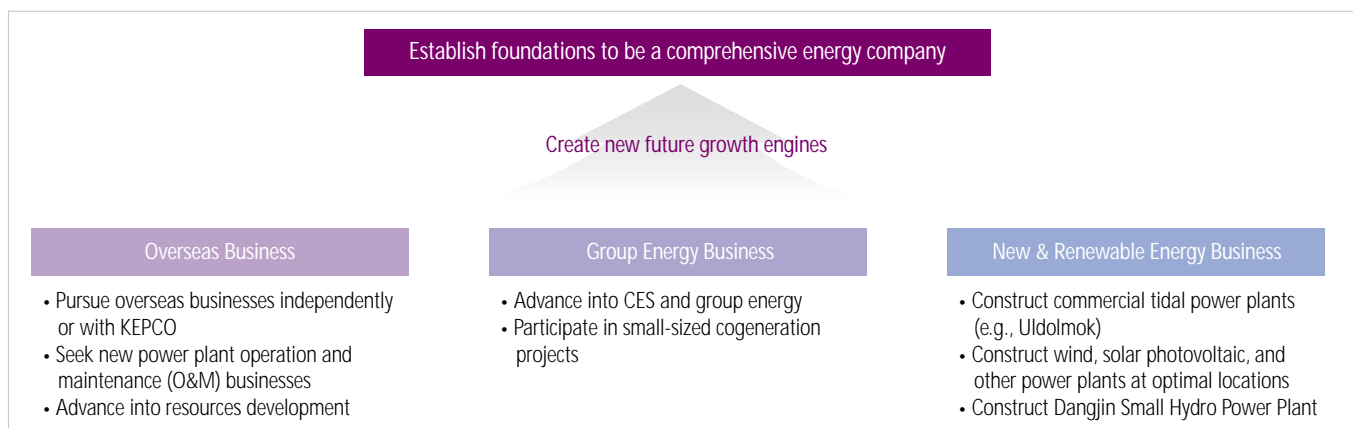 Establish foundations to be a comprehensive energy company
Create new future growth engines
Overseas Business
• Pursue overseas businesses independently
or with KEPCO
• Seek new power plant operation and
maintenance (O&M) businesses
• Advance into resources development
Group Energy Business
• Advance into CES and group energy
• Participate in small-sized cogeneration
projects
New & Renewable Energy Business
• Construct commercial tidal power plants
(e.g., Uldolmok)
• Construct wind, solar photovoltaic, and
other power plants at optimal locations
• Construct Dangjin Small Hydro Power Plant